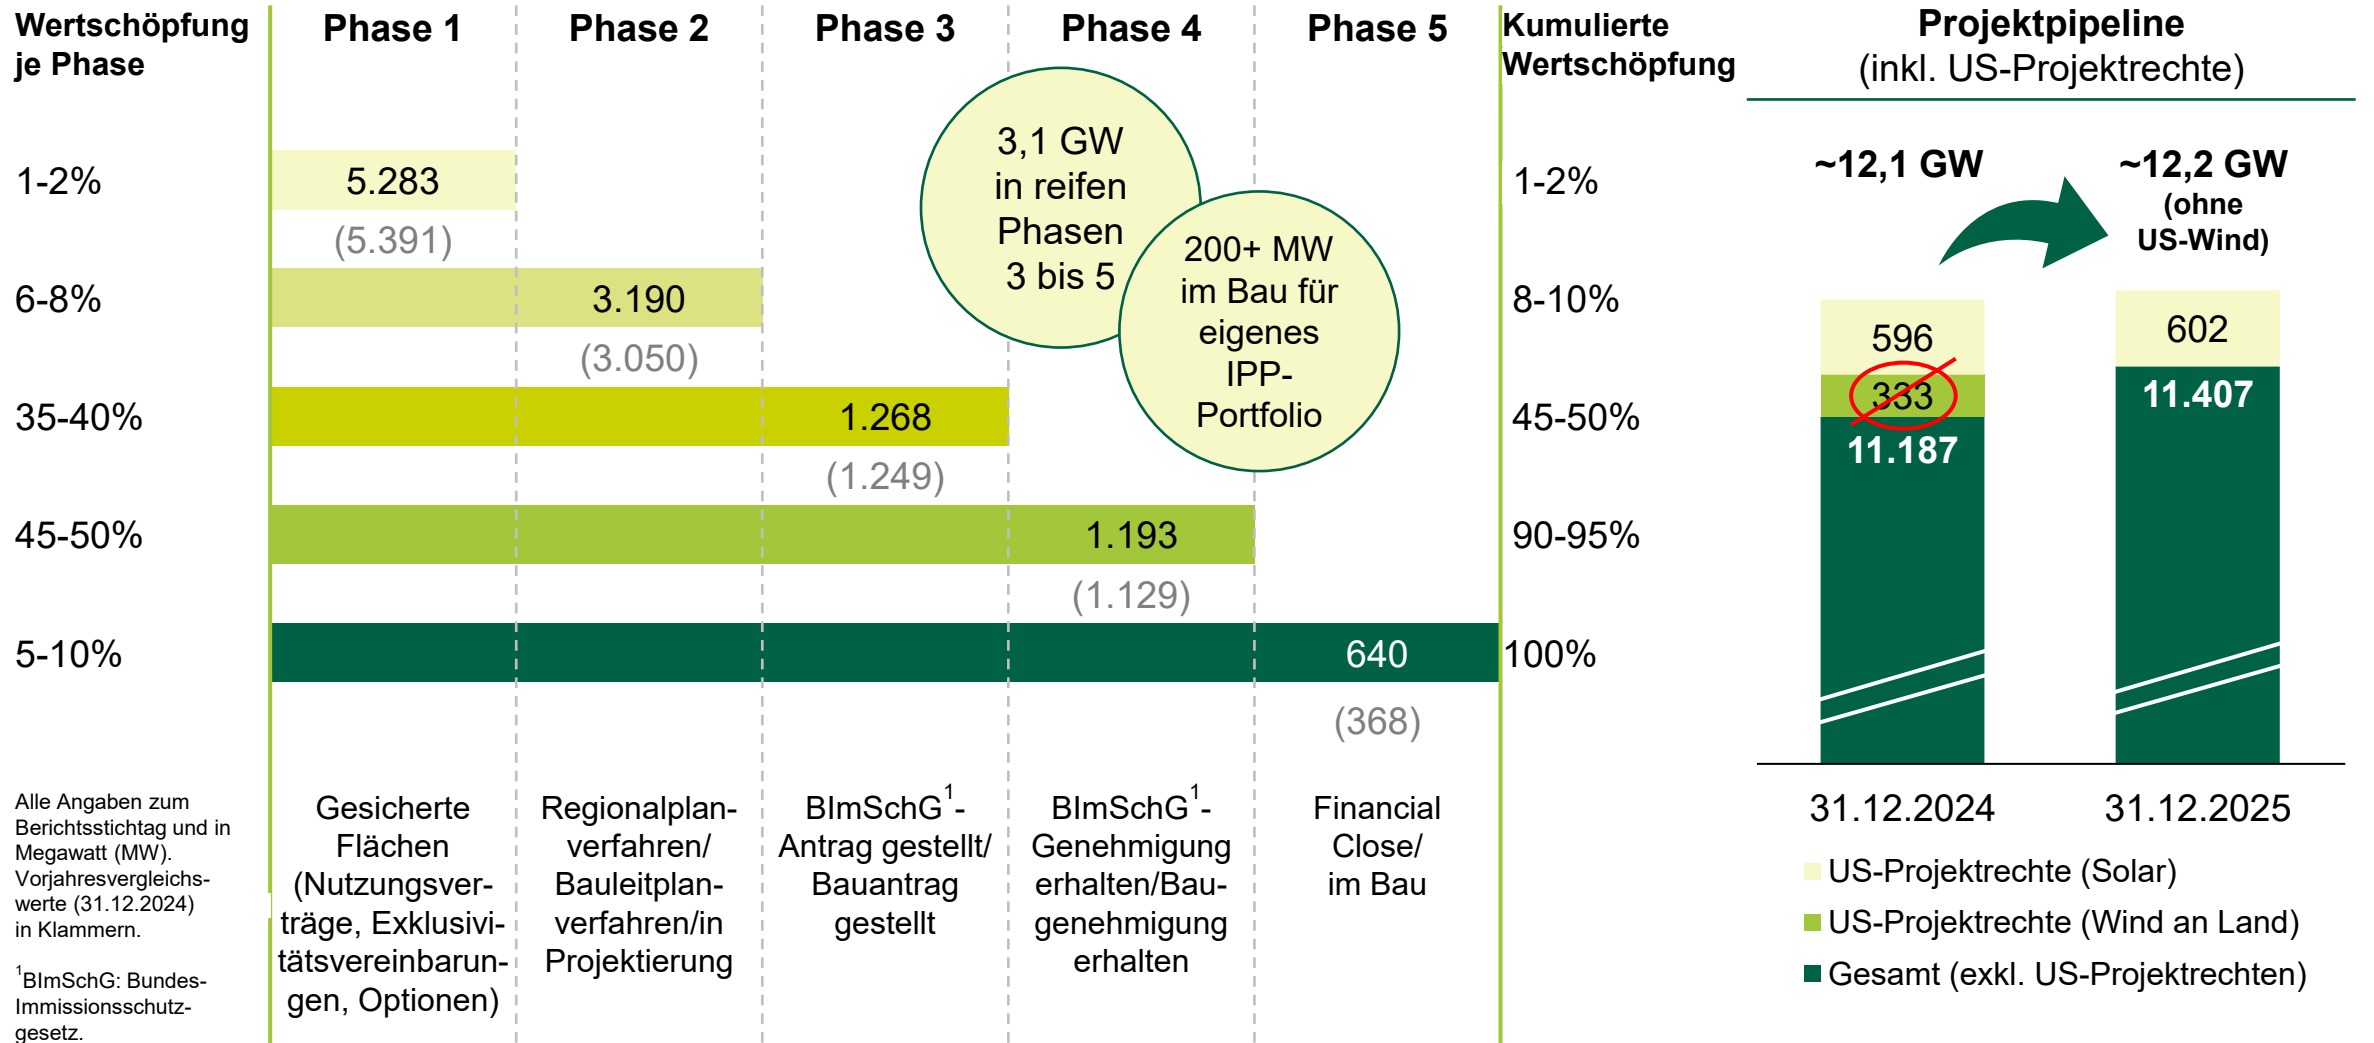 Wertschöpfung
je Phase
Phase 1
Phase 2
Phase 3
Phase 4
Phase 5
Kumulierte
Wertschöpfung
1-2%
5.283
(5.391)
1-2%
6-8%
3.190
(3.050)
8-10%
35-40%
1.268
(1.249)
45-50%
45-50%
1.193
(1.129)
90-95%
5-10%
640
(368)
100%
3,1 GW
in reifen
Phasen
3 bis 5
200+ MW
im Bau für
eigenes
IPP-
Portfolio
Gesicherte
Flächen
(Nutzungsver-
träge, Exklusivi-
tätsvereinbarun-
gen, Optionen)
Regionalplan-
verfahren/
Bauleitplan-
verfahren/in
Projektierung
BImSchG¹-
Antrag gestellt/
Bauantrag
gestellt
BImSchG¹-
Genehmigung
erhalten/Bau-
genehmigung
erhalten
Financial
Close/
im Bau
Alle Angaben zum
Berichtsstichtag und in
Megawatt (MW).
Vorjahresvergleichs-
werte (31.12.2024)
in Klammern.
¹BImSchG: Bundes-
Immissionsschutz-
gesetz.
Projektpipeline
(inkl. US-Projektrechte)
~12,1 GW
~12,2 GW
(ohne
US-Wind)
596
333
11.187
602
11.407
31.12.2024
31.12.2025
US-Projektrechte (Solar)
US-Projektrechte (Wind an Land)
Gesamt (exkl. US-Projektrechten)